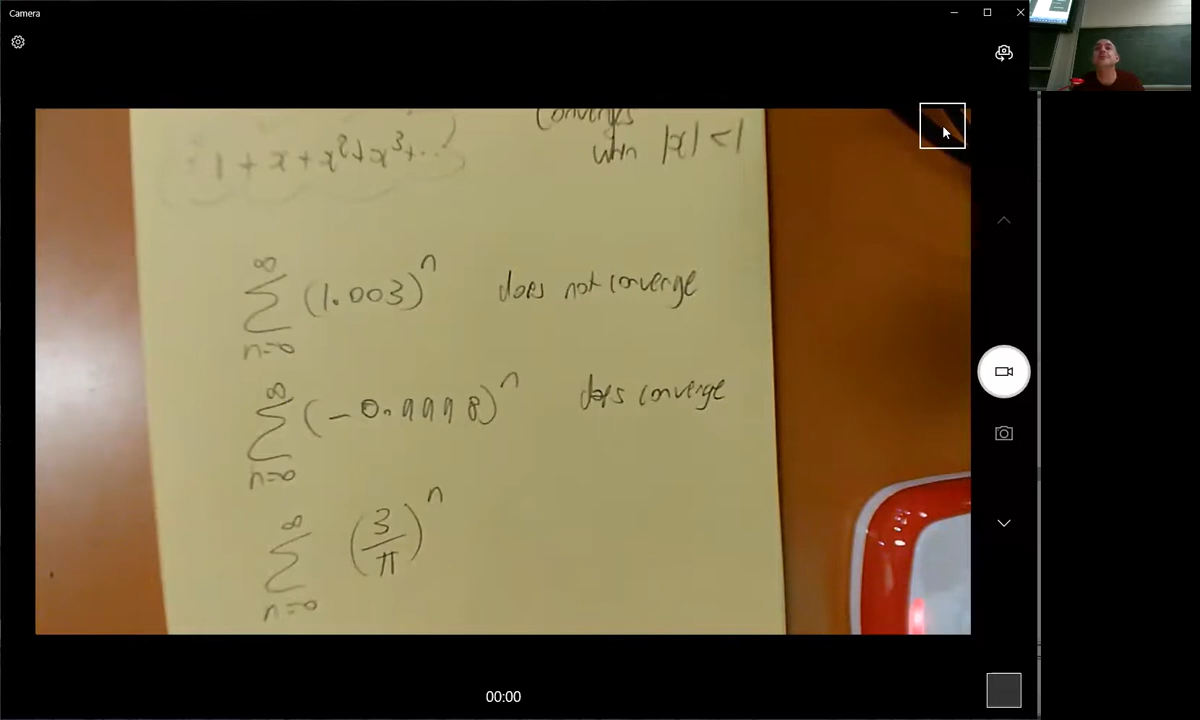 Camera
Converges
1 + x + x² + x³ + ...
when |x| < 1
∞
∑ (1.003)ⁿ does not converge
n=0
∞
∑ (-0.9998)ⁿ does converge
n=0
∞
∑ (3/π)ⁿ
n=0
00:00